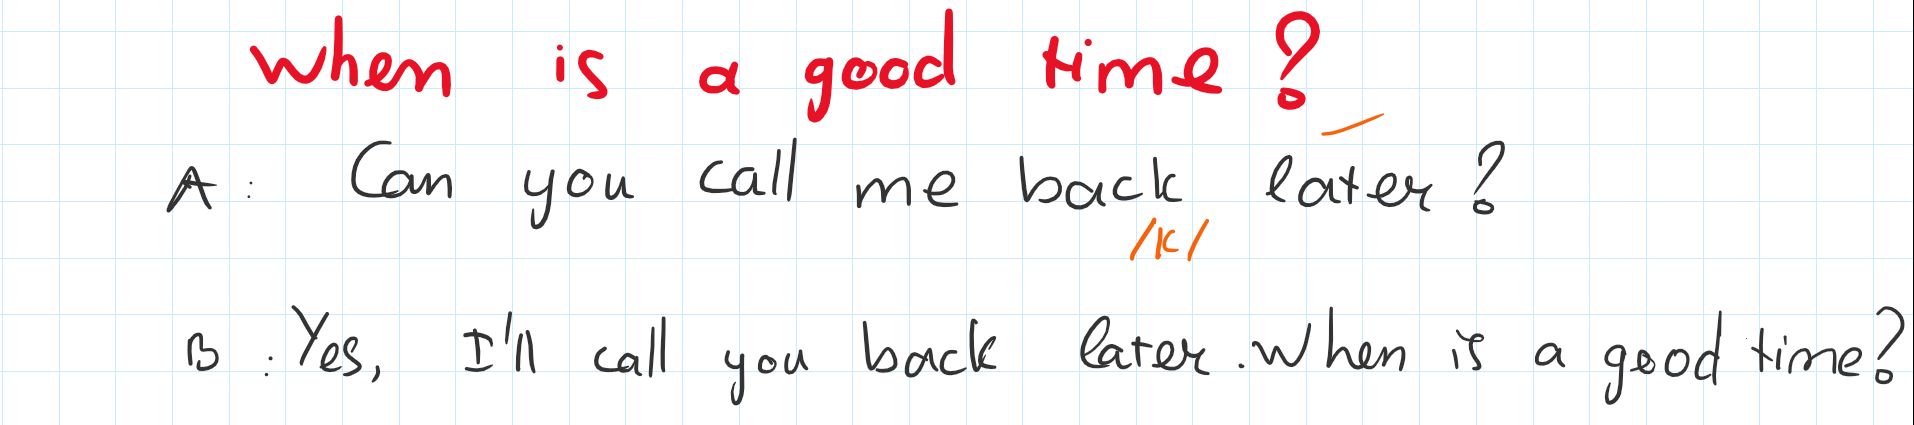 when is a good time?
A: Can you call me back later?
/k/
B: Yes, I'll call you back later. When is a good time?